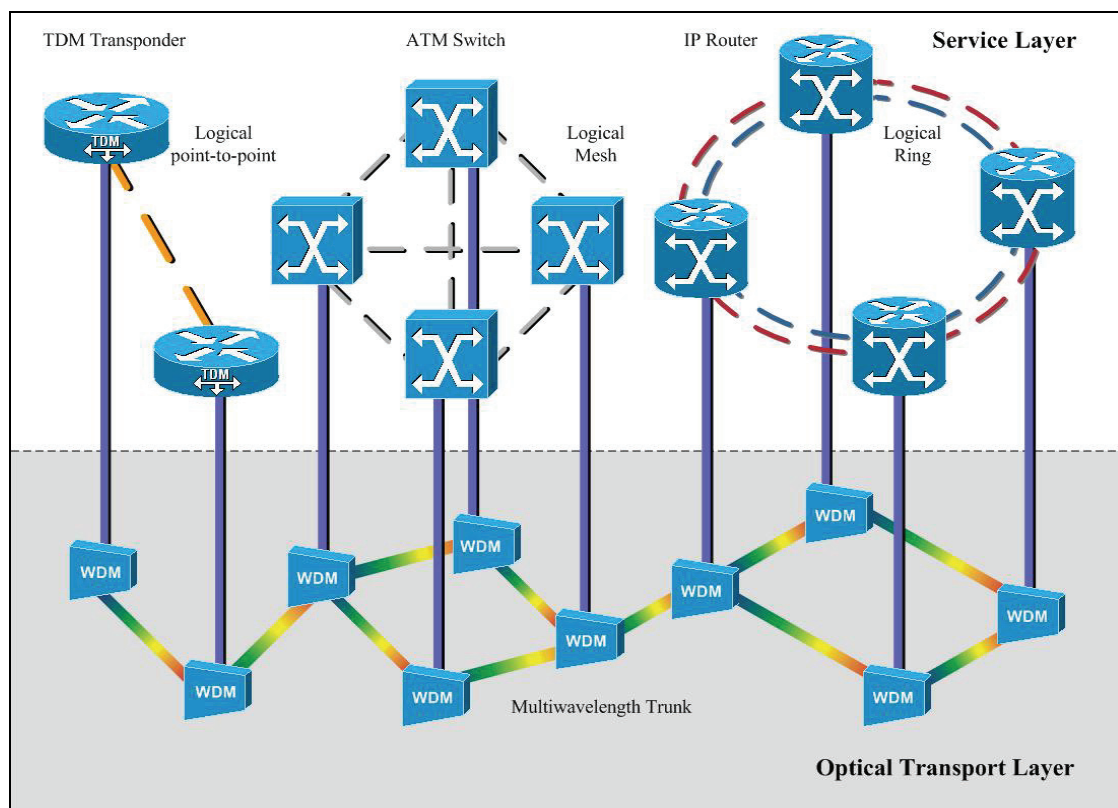 TDM Transponder
ATM Switch
IP Router
Service Layer
TDM
Logical
point-to-point
Logical
Mesh
Logical
Ring
TDM
WDM
WDM
WDM
WDM
WDM
WDM
WDM
WDM
WDM
WDM
Multiwavelength Trunk
Optical Transport Layer